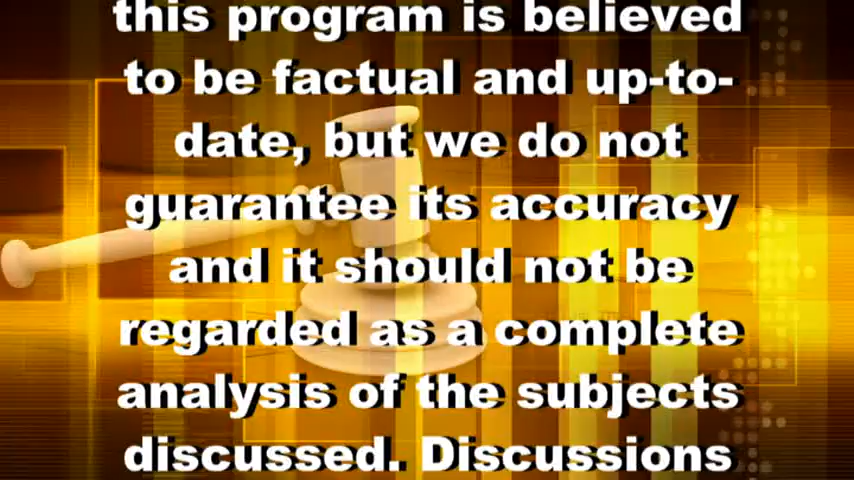 this program is believed
to be factual and up-to-
date, but we do not
guarantee its accuracy
and it should not be
regarded as a complete
analysis of the subjects
discussed. Discussions